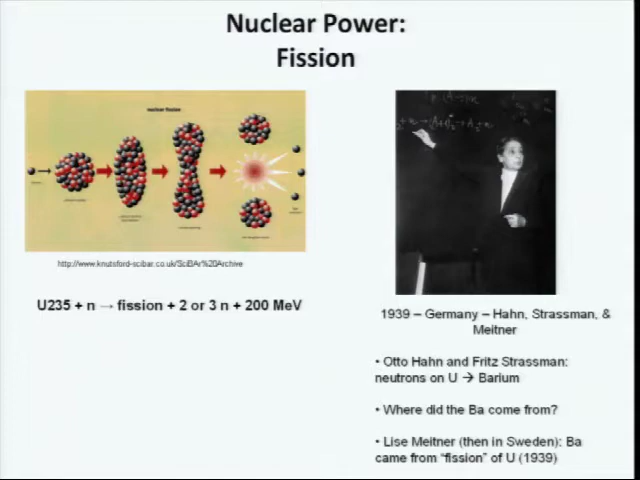 Nuclear Power:
Fission
nuclear fission
http://www.knutsford-scibar.co.uk/SciBAr%20Archive
U235 + n → fission + 2 or 3 n + 200 MeV
1939 – Germany – Hahn, Strassman, &
Meitner
• Otto Hahn and Fritz Strassman:
neutrons on U → Barium
• Where did the Ba come from?
• Lise Meitner (then in Sweden): Ba
came from "fission" of U (1939)